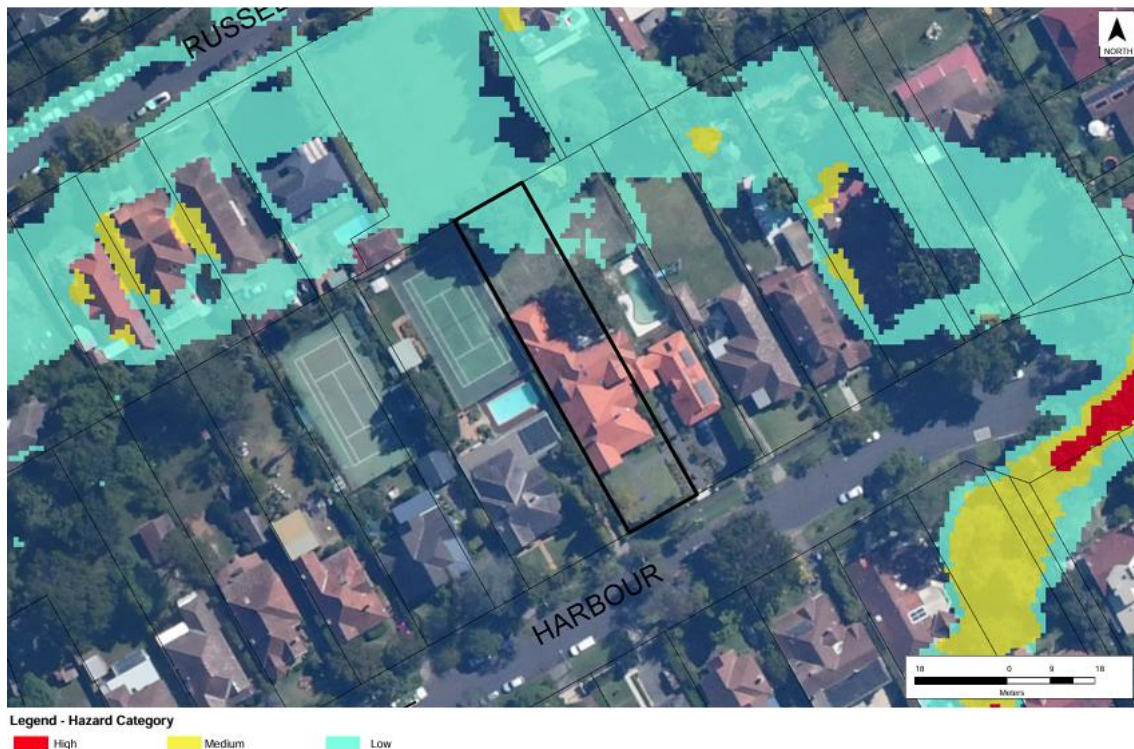 RUSSEL
NORTH
HARBOUR
18 0 9 18
Meters
Legend - Hazard Category
High Medium Low